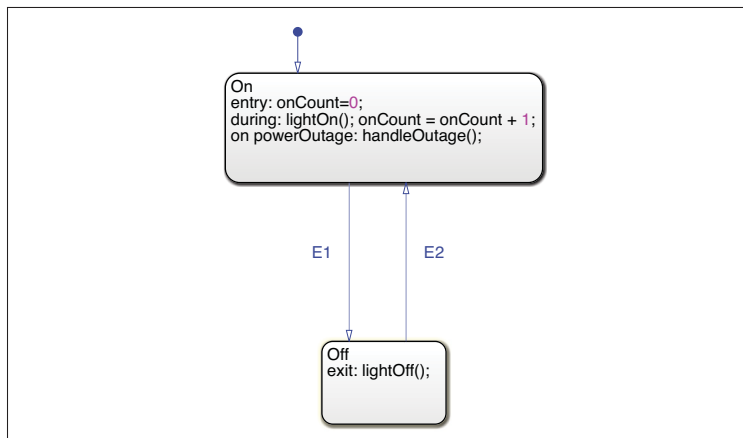 On
entry: onCount=0;
during: lightOn(); onCount = onCount + 1;
on powerOutage: handleOutage();
E1
E2
Off
exit: lightOff();